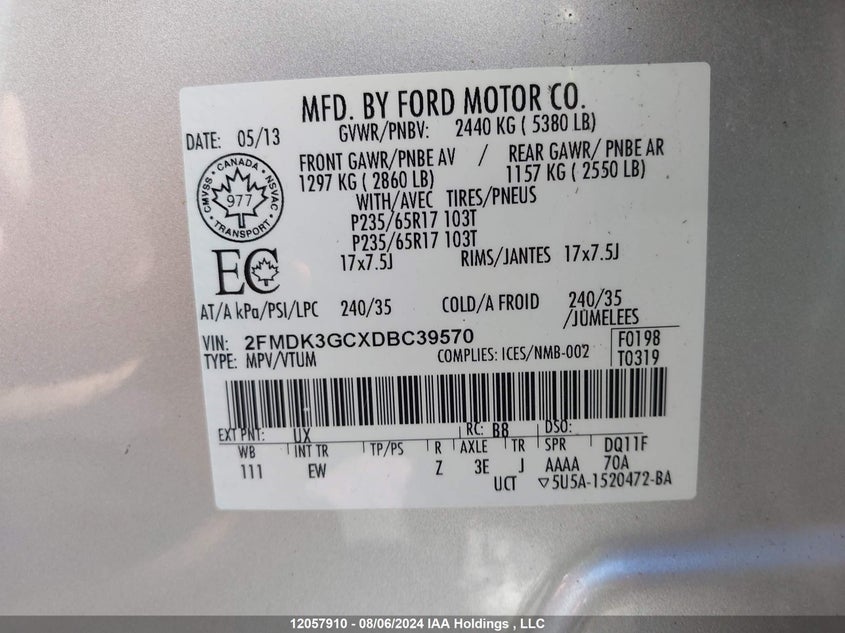 MFD. BY FORD MOTOR CO.
DATE: 05/13
GVWR/PNBV: 2440 KG ( 5380 LB)
FRONT GAWR/PNBE AV / REAR GAWR/ PNBE AR
1297 KG ( 2860 LB) 1157 KG ( 2550 LB)
WITH/AVEC TIRES/PNEUS
P235/65R17 103T
P235/65R17 103T
17x7.5J RIMS/JANTES 17x7.5J
CMVSS CANADA NSVAC
977
TRANSPORT
EC
AT/A kPa/PSI/LPC 240/35 COLD/A FROID 240/35
/JUMELEES
VIN: 2FMDK3GCXDBC39570
F0198
TYPE: MPV/VTUM COMPLIES: ICES/NMB-002
T0319
EXT PNT: UX RC: BB DSO:
WB INT TR TP/PS R AXLE TR SPR DQ11F
111 EW Z 3E J AAAA 70A
UCT ▽5U5A-1520472-BA
12057910 - 08/06/2024 IAA Holdings , LLC